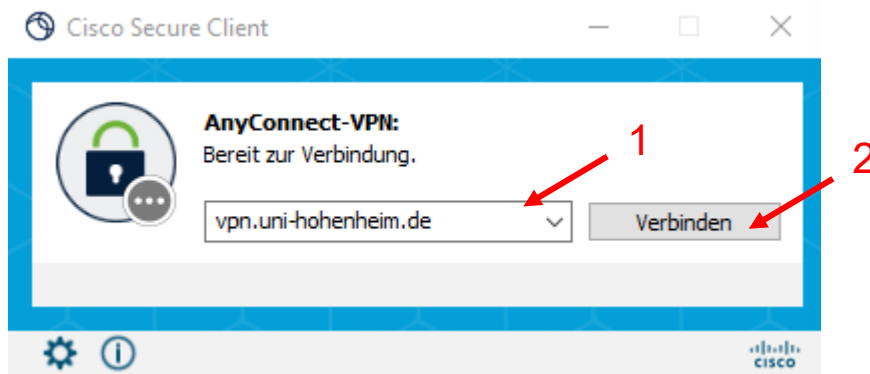 Cisco Secure Client
AnyConnect-VPN:
Bereit zur Verbindung.
1
2
vpn.uni-hohenheim.de
Verbinden
CISCO